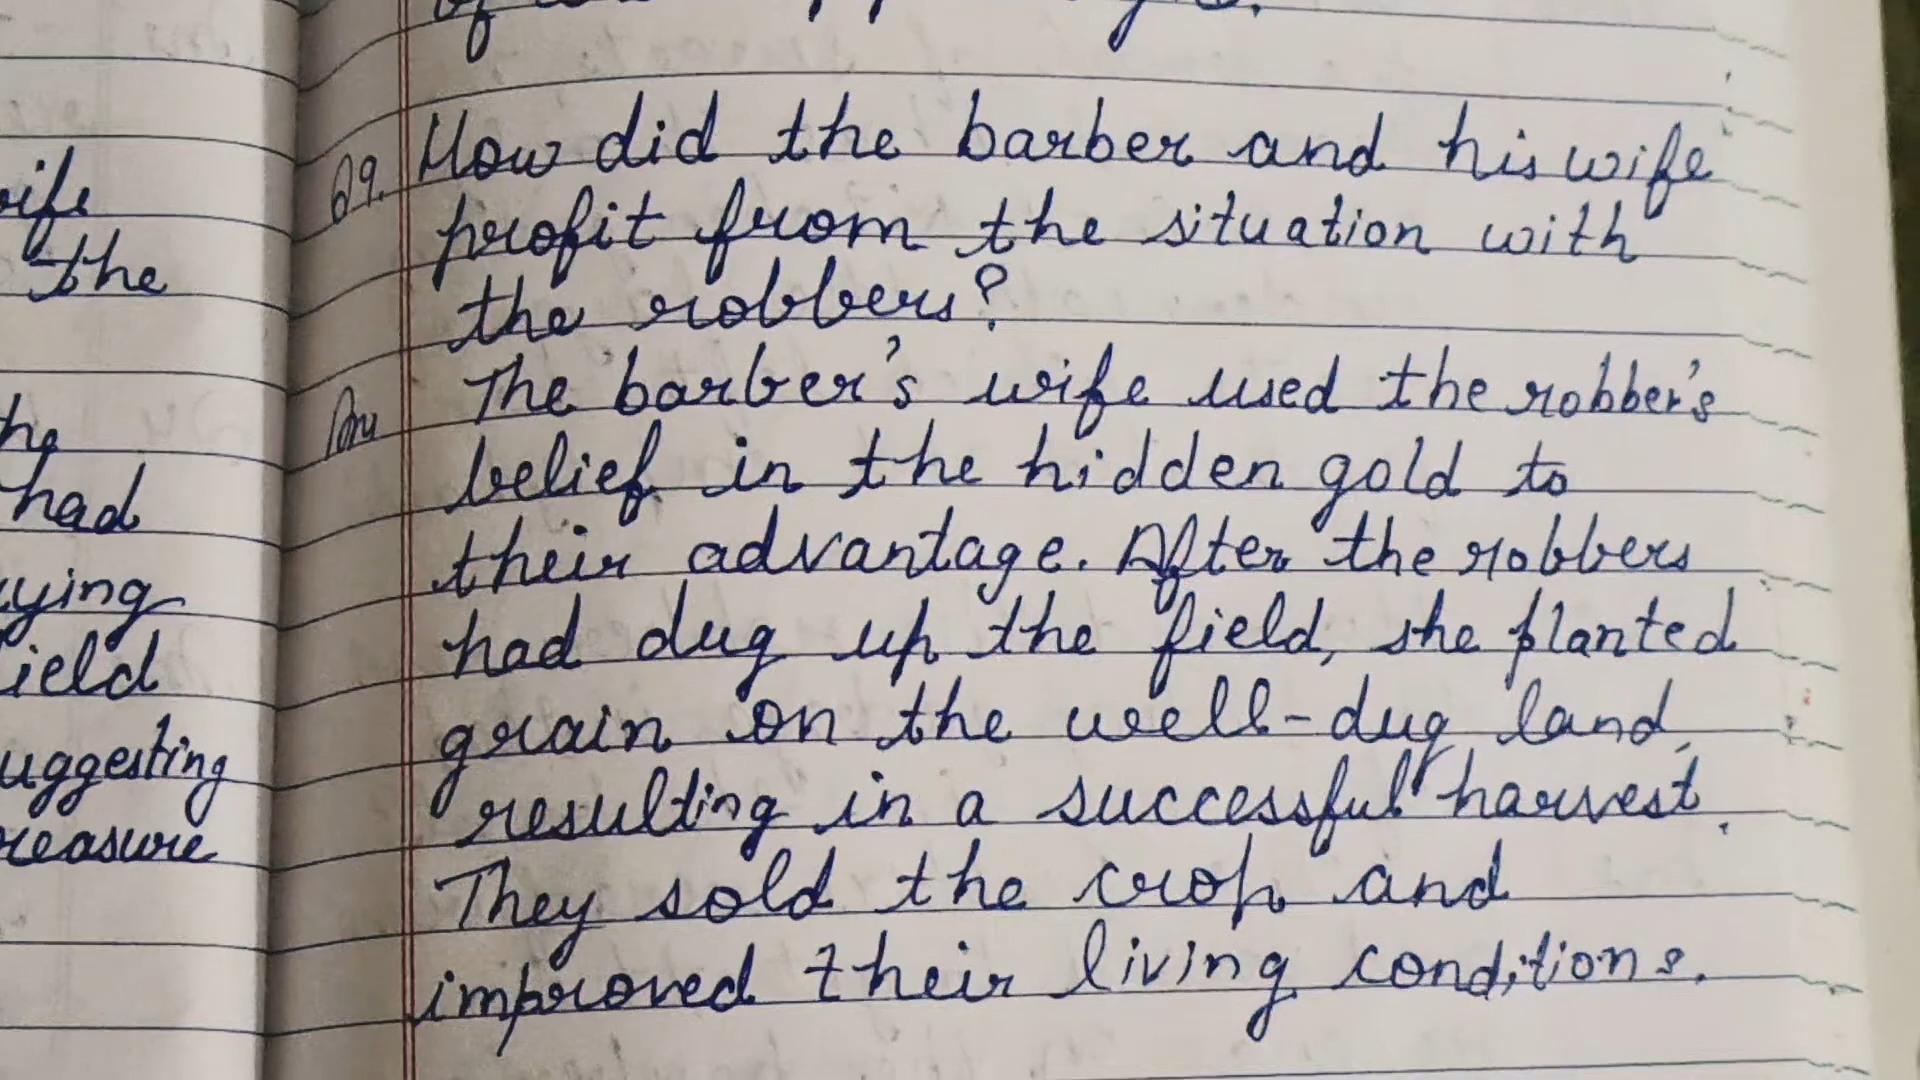 ife
the
he
had
ying
ield
uggesting
reasure
Q9. How did the barber and his wife
profit from the situation with
the robbers?
Ans The barber's wife used the robber's
belief in the hidden gold to
their advantage. After the robbers
had dug up the field, she planted
grain on the well-dug land,
resulting in a successful harvest.
They sold the crop and
improved their living conditions.